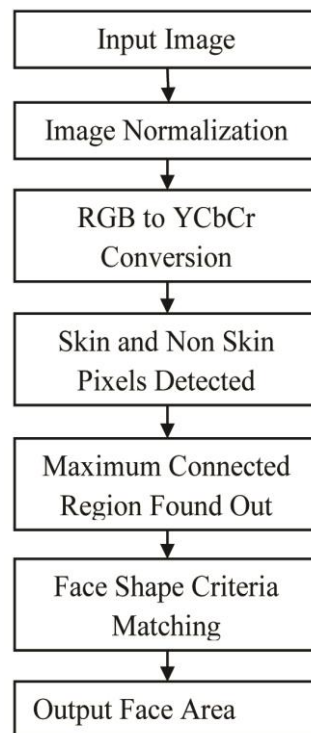 Input Image
Image Normalization
RGB to YCbCr
Conversion
Skin and Non Skin
Pixels Detected
Maximum Connected
Region Found Out
Face Shape Criteria
Matching
Output Face Area